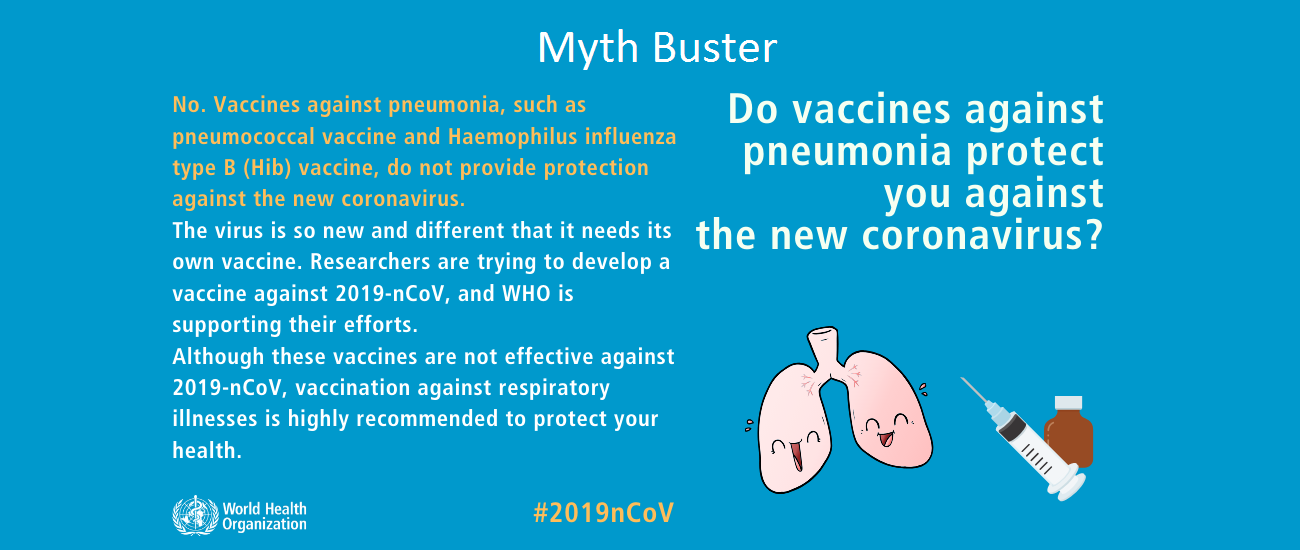 Myth Buster
Do vaccines against
pneumonia protect
you against
the new coronavirus?
No. Vaccines against pneumonia, such as
pneumococcal vaccine and Haemophilus influenza
type B (Hib) vaccine, do not provide protection
against the new coronavirus.
The virus is so new and different that it needs its
own vaccine. Researchers are trying to develop a
vaccine against 2019-nCoV, and WHO is
supporting their efforts.
Although these vaccines are not effective against
2019-nCoV, vaccination against respiratory
illnesses is highly recommended to protect your
health.
World Health
Organization
#2019nCoV